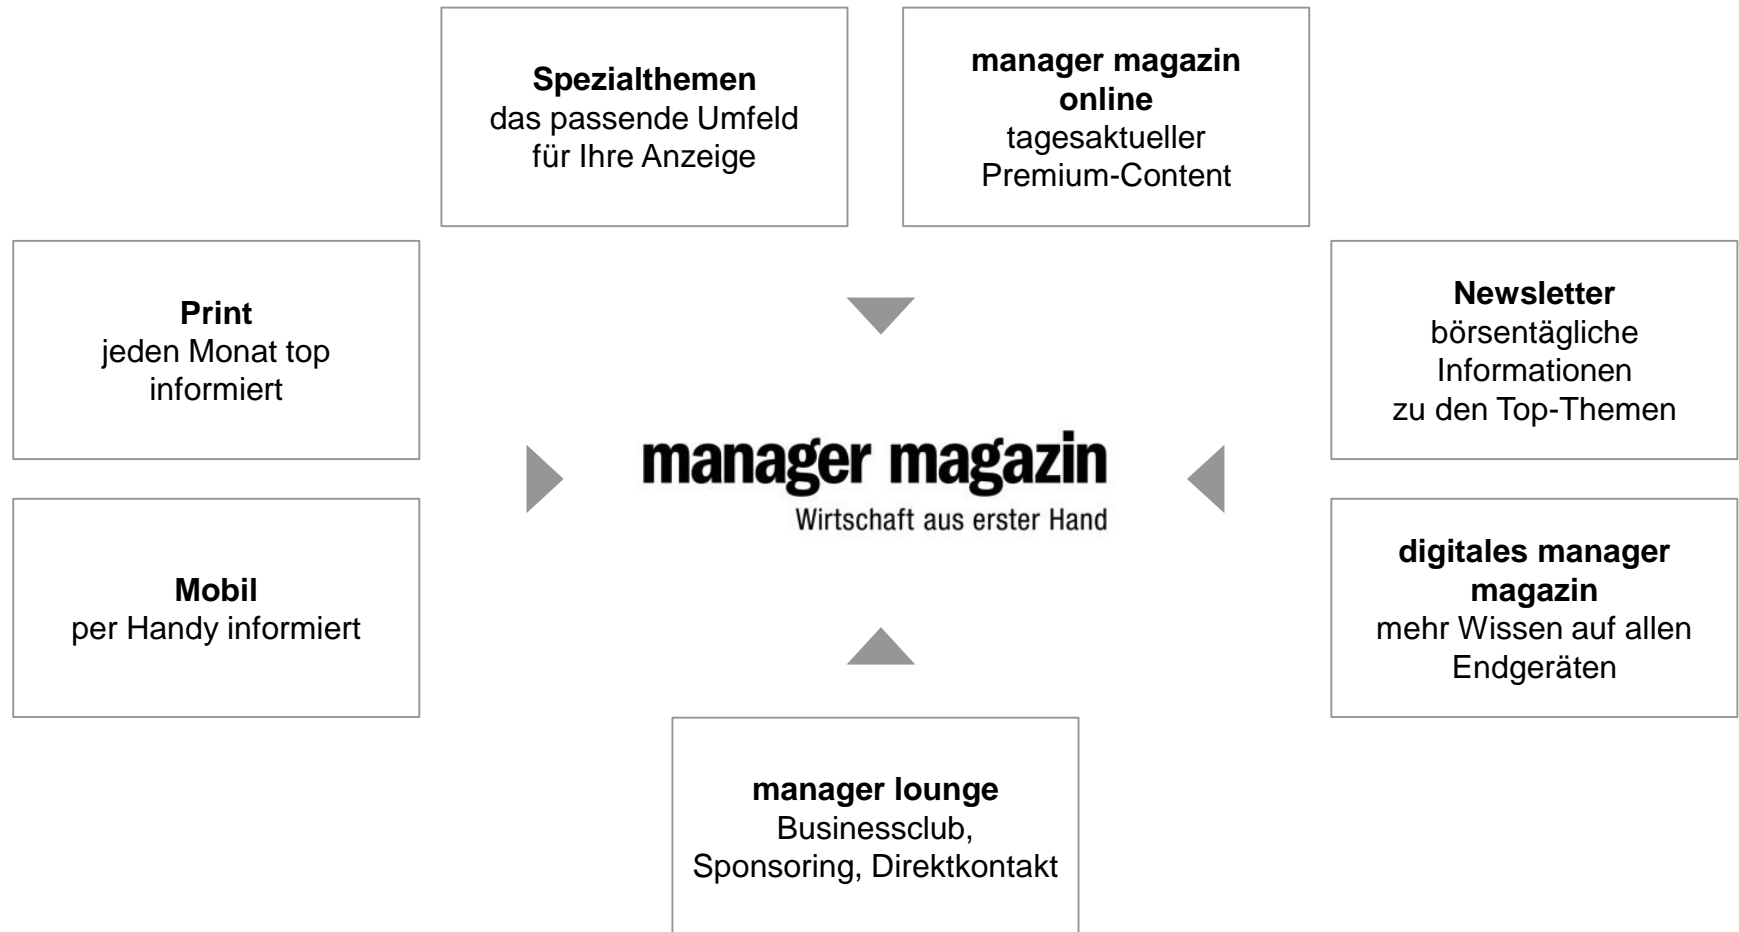 Spezialthemen
das passende Umfeld
für Ihre Anzeige
manager magazin
online
tagesaktueller
Premium-Content
Print
jeden Monat top
informiert
Newsletter
börsentägliche
Informationen
zu den Top-Themen
manager magazin
Wirtschaft aus erster Hand
Mobil
per Handy informiert
digitales manager
magazin
mehr Wissen auf allen
Endgeräten
manager lounge
Businessclub,
Sponsoring, Direktkontakt